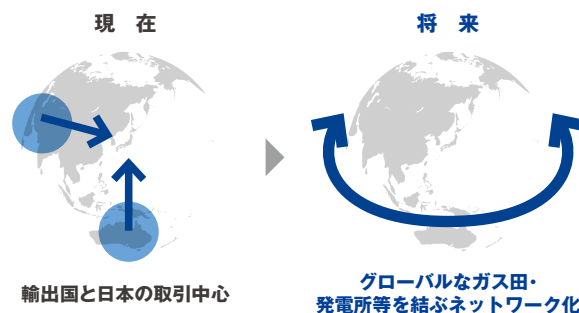 現 在
将 来
輸出国と日本の取引中心
グローバルなガス田・
発電所等を結ぶネットワーク化